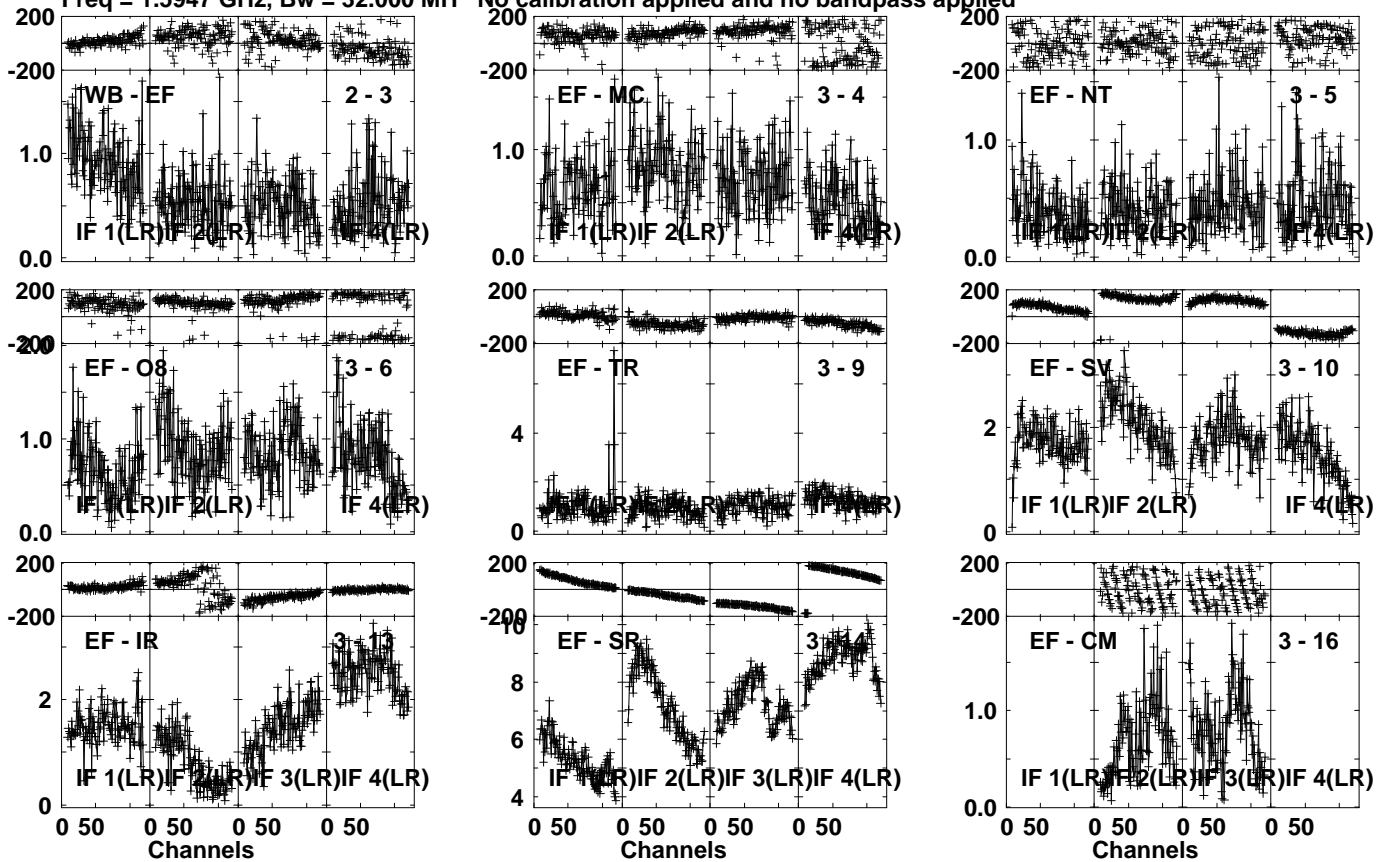 Freq = 1.5947 GHz, Bw = 32.000 MH No calibration applied and no bandpass applied
200
-200
WB - EF 2 - 3
1.0
0.0
IF 1(LR) IF 2(LR) IF 4(LR)
200
-200
EF - MC 3 - 4
1.0
0.0
IF 1(LR) IF 2(LR) IF 4(LR)
200
-200
EF - NT 3 - 5
1.0
0.0
IF 1(LR) IF 2(LR) IF 4(LR)
200
-200
2.0
EF - O8 3 - 6
1.0
0.0
IF 1(LR) IF 2(LR) IF 4(LR)
200
-200
EF - TR 3 - 9
4
0
200
-200
EF - SV 3 - 10
2
0
IF 1(LR) IF 2(LR) IF 4(LR)
200
-200
EF - IR 3 - 13
2
0
IF 1(LR) IF 2(LR) IF 3(LR) IF 4(LR)
0 50 0 50 0 50 0 50
Channels
200
-200
10
EF - SR 3 - 14
8
6
4
IF 1(LR) IF 2(LR) IF 3(LR) IF 4(LR)
0 50 0 50 0 50 0 50
Channels
200
-200
EF - CM 3 - 16
1.0
0.0
IF 1(LR) IF 2(LR) IF 3(LR) IF 4(LR)
0 50 0 50 0 50 0 50
Channels